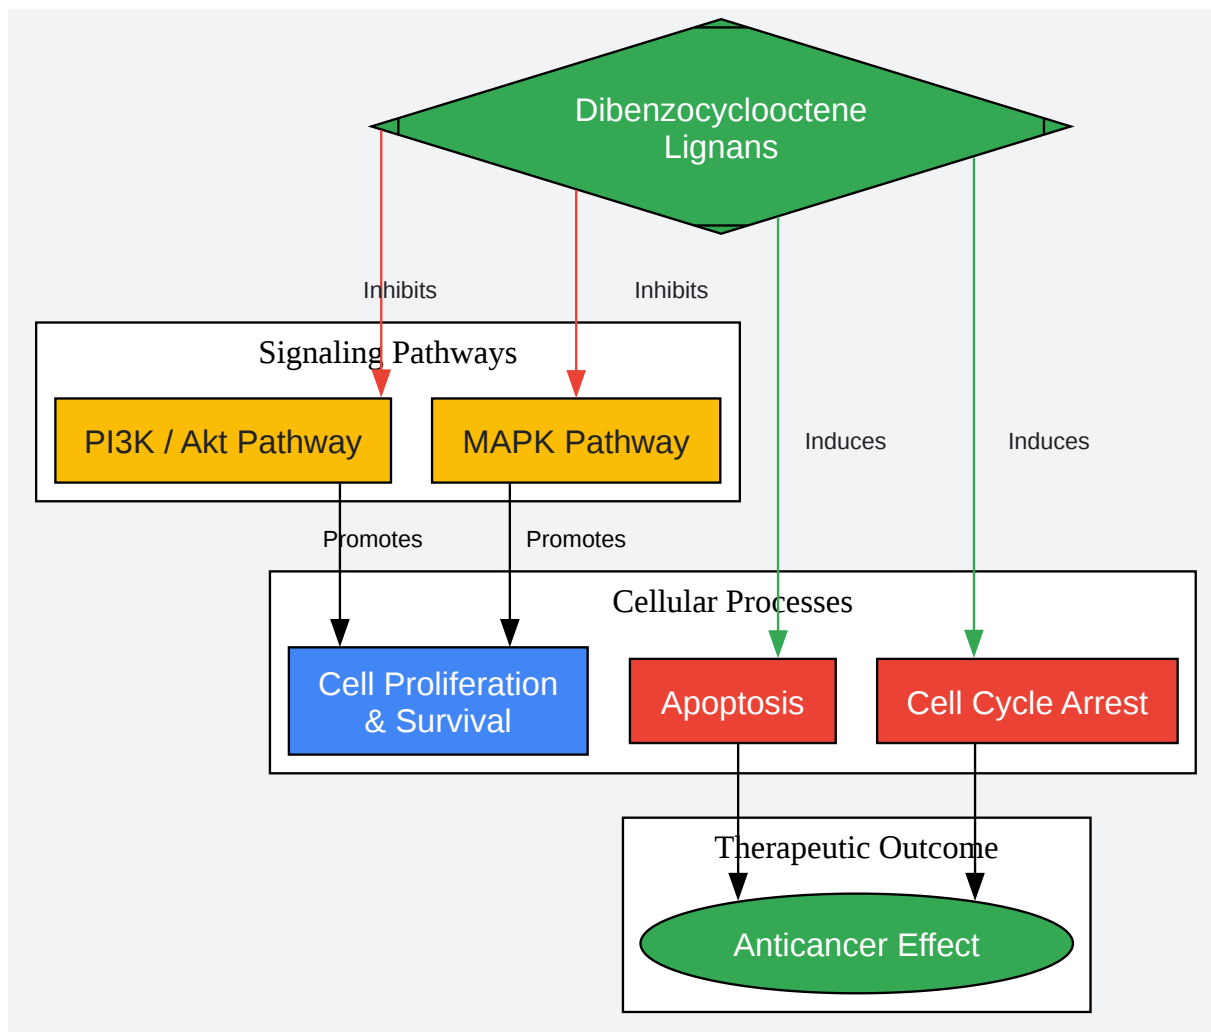 Dibenzocyclooctene
Lignans
Inhibits
Inhibits
Signaling Pathways
PI3K / Akt Pathway
MAPK Pathway
Induces
Induces
Promotes
Promotes
Cellular Processes
Cell Proliferation
& Survival
Apoptosis
Cell Cycle Arrest
Therapeutic Outcome
Anticancer Effect